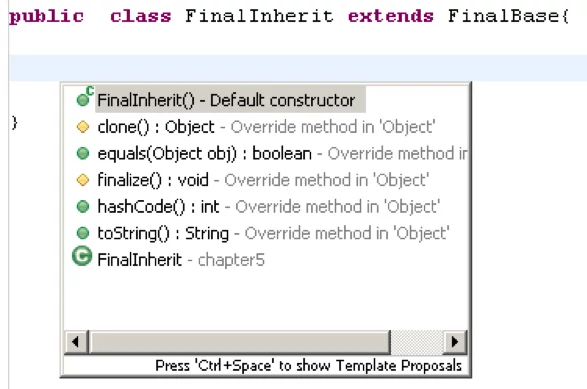 public class FinalInherit extends FinalBase{
FinalInherit() - Default constructor
clone() : Object - Override method in 'Object'
equals(Object obj) : boolean - Override method in
finalize() : void - Override method in 'Object'
hashCode() : int - Override method in 'Object'
toString() : String - Override method in 'Object'
FinalInherit - chapter5
}
Press 'Ctrl+Space' to show Template Proposals